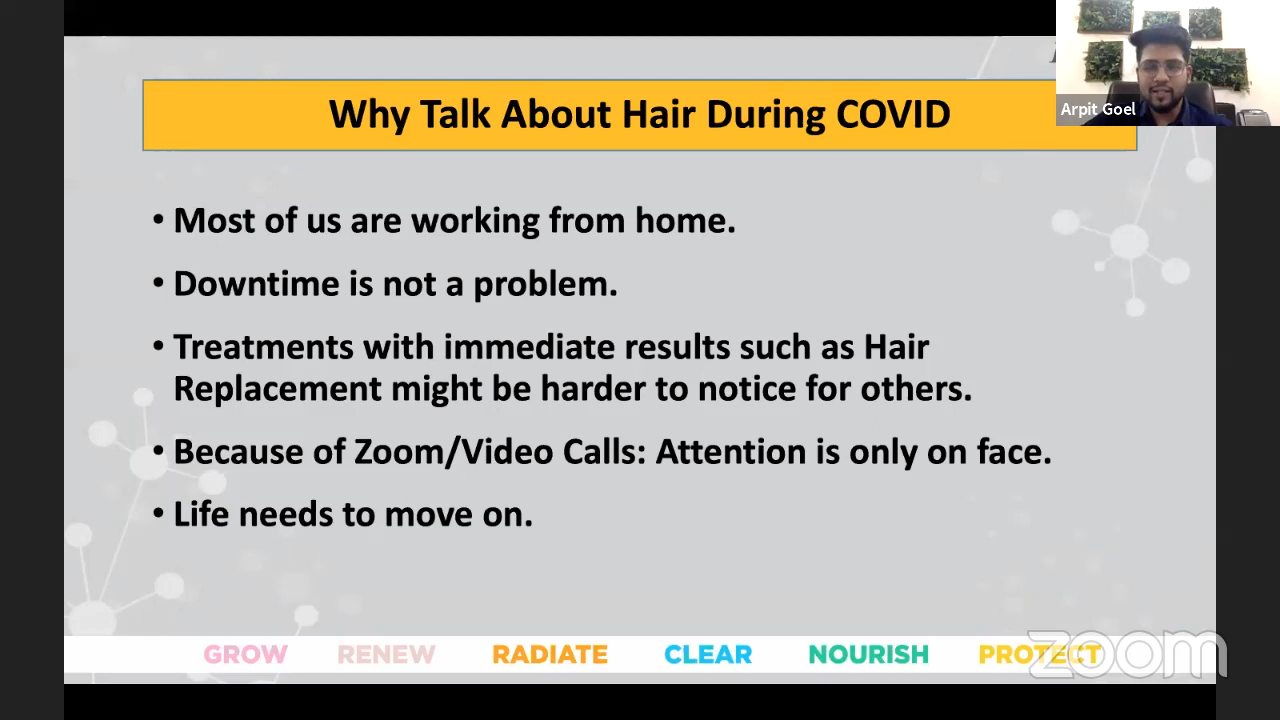 Why Talk About Hair During COVID
Arpit Goel
• Most of us are working from home.
• Downtime is not a problem.
• Treatments with immediate results such as Hair
Replacement might be harder to notice for others.
• Because of Zoom/Video Calls: Attention is only on face.
• Life needs to move on.
GROW RENEW RADIATE CLEAR NOURISH PROTECT
zoom